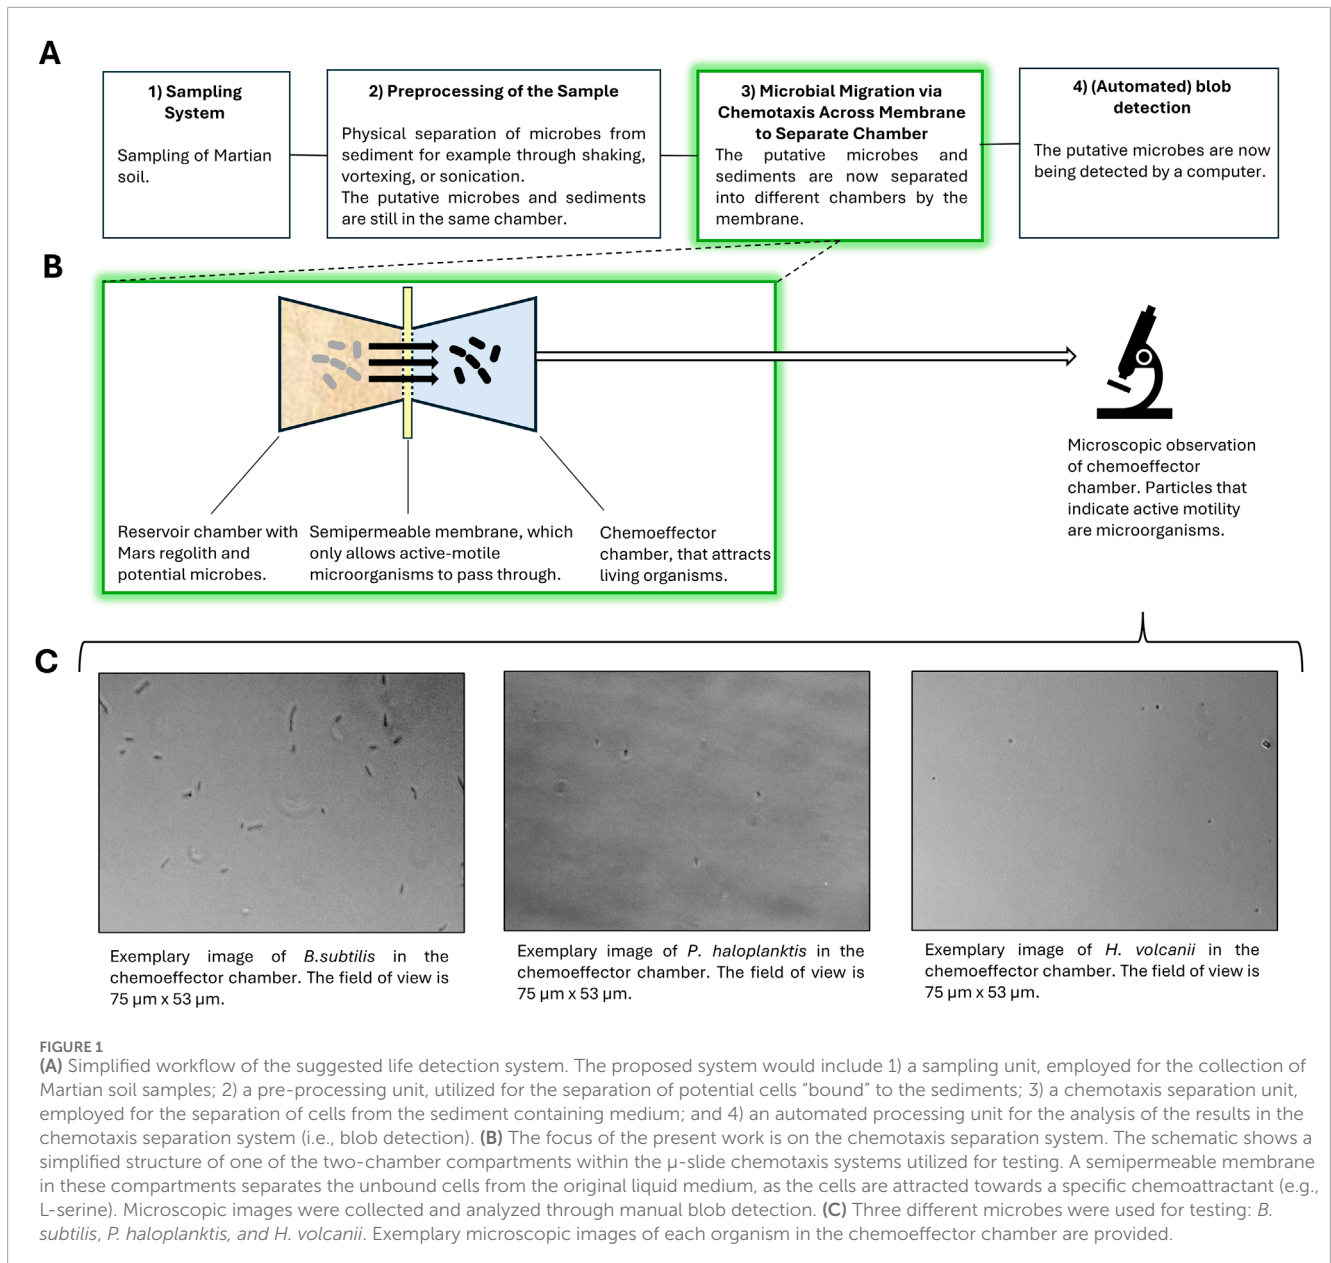 A
1) Sampling
System
Sampling of Martian
soil.
2) Preprocessing of the Sample
Physical separation of microbes from
sediment for example through shaking,
vortexing, or sonication.
The putative microbes and sediments
are still in the same chamber.
3) Microbial Migration via
Chemotaxis Across Membrane
to Separate Chamber
The putative microbes and
sediments are now separated
into different chambers by the
membrane.
4) (Automated) blob
detection
The putative microbes are now
being detected by a computer.
B
Reservoir chamber with
Mars regolith and
potential microbes.
Semipermeable membrane, which
only allows active-motile
microorganisms to pass through.
Chemoeffector
chamber, that attracts
living organisms.
Microscopic observation
of chemoeffector
chamber. Particles that
indicate active motility
are microorganisms.
C
Exemplary image of B.subtilis in the
chemoeffector chamber. The field of view is
75 µm x 53 µm.
Exemplary image of P. haloplanktis in the
chemoeffector chamber. The field of view is
75 µm x 53 µm.
Exemplary image of H. volcanii in the
chemoeffector chamber. The field of view is
75 µm x 53 µm.
FIGURE 1
(A) Simplified workflow of the suggested life detection system. The proposed system would include 1) a sampling unit, employed for the collection of
Martian soil samples; 2) a pre-processing unit, utilized for the separation of potential cells “bound” to the sediments; 3) a chemotaxis separation unit,
employed for the separation of cells from the sediment containing medium; and 4) an automated processing unit for the analysis of the results in the
chemotaxis separation system (i.e., blob detection). (B) The focus of the present work is on the chemotaxis separation system. The schematic shows a
simplified structure of one of the two-chamber compartments within the µ-slide chemotaxis systems utilized for testing. A semipermeable membrane
in these compartments separates the unbound cells from the original liquid medium, as the cells are attracted towards a specific chemoattractant (e.g.,
L-serine). Microscopic images were collected and analyzed through manual blob detection. (C) Three different microbes were used for testing: B.
subtilis, P. haloplanktis, and H. volcanii. Exemplary microscopic images of each organism in the chemoeffector chamber are provided.